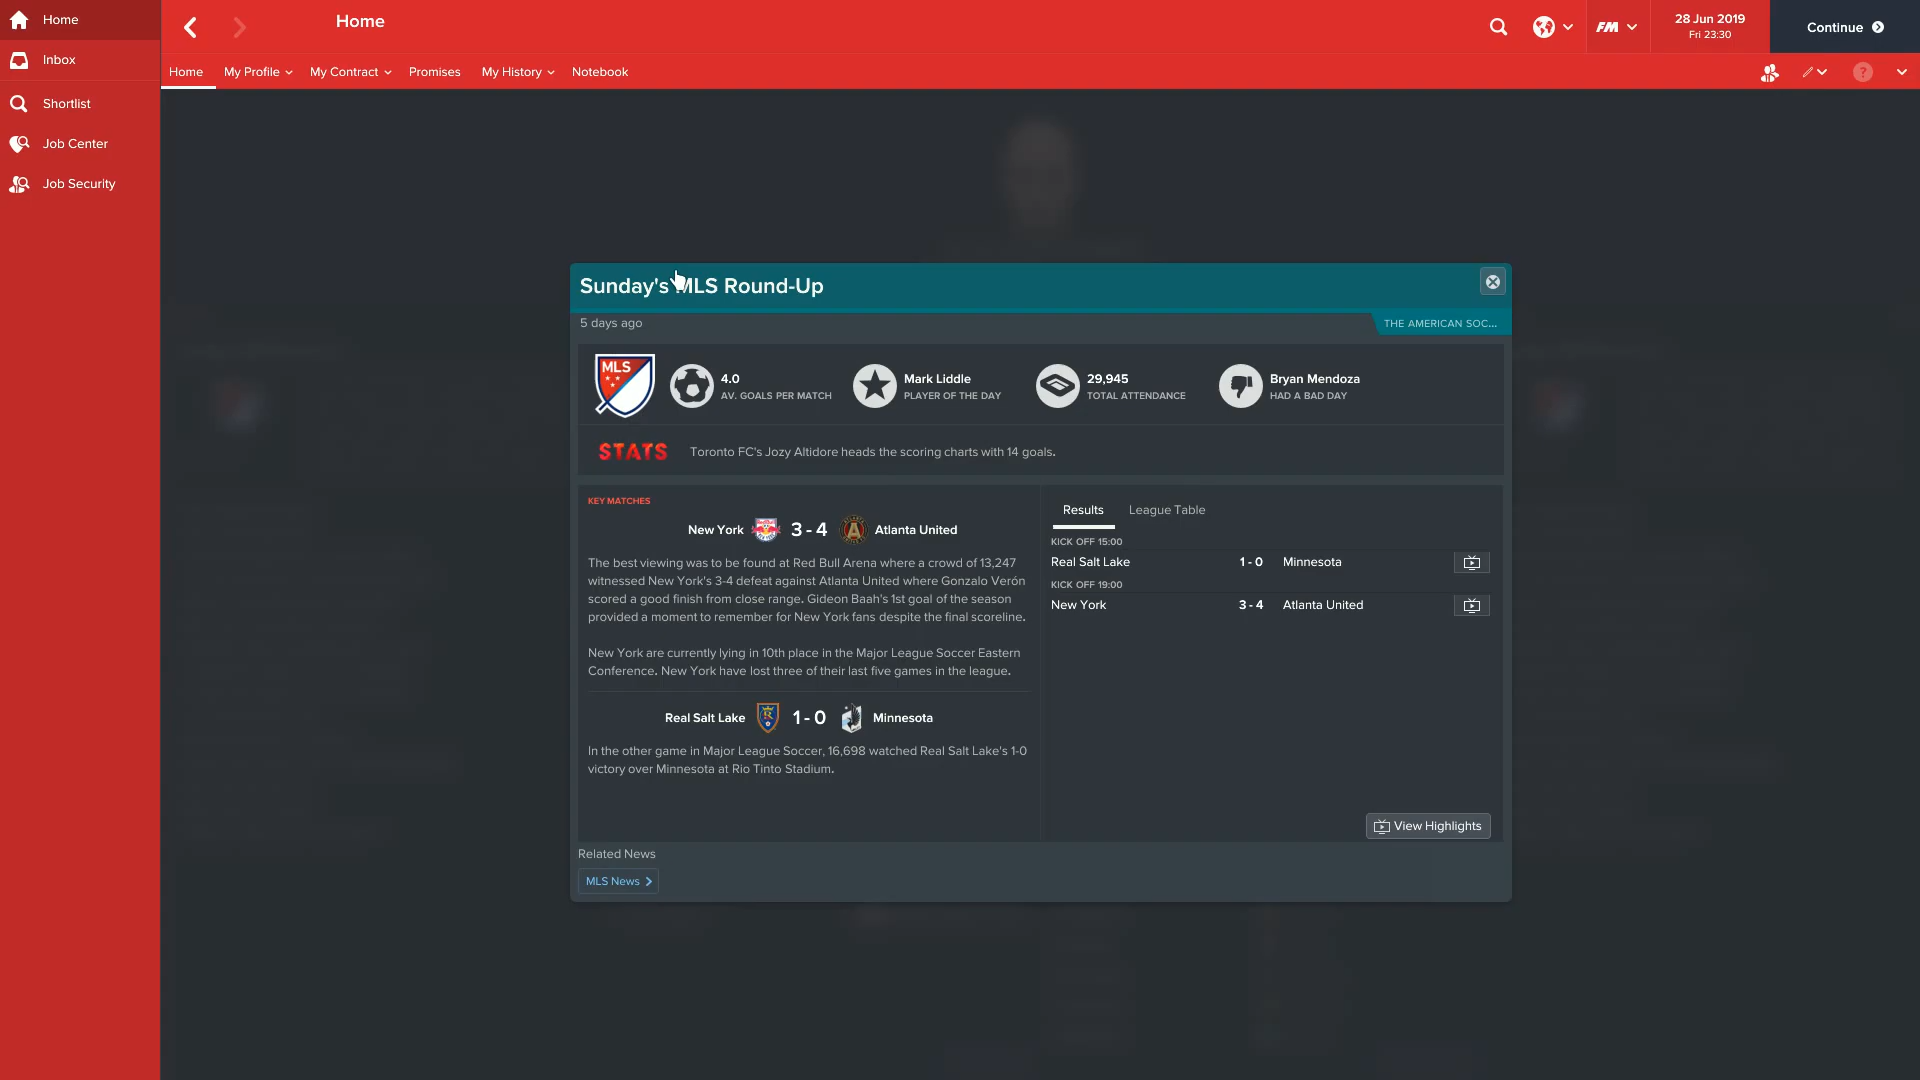 Home
Inbox
Shortlist
Job Center
Job Security
Home
FM
28 Jun 2019
Fri 23:30
Continue
Home My Profile My Contract Promises My History Notebook
?
Sunday's MLS Round-Up
5 days ago
THE AMERICAN SOC...
MLS
4.0
AV. GOALS PER MATCH
Mark Liddle
PLAYER OF THE DAY
29,945
TOTAL ATTENDANCE
Bryan Mendoza
HAD A BAD DAY
STATS
Toronto FC's Jozy Altidore heads the scoring charts with 14 goals.
KEY MATCHES
New York 3 - 4 Atlanta United
The best viewing was to be found at Red Bull Arena where a crowd of 13,247
witnessed New York's 3-4 defeat against Atlanta United where Gonzalo Verón
scored a good finish from close range. Gideon Baah's 1st goal of the season
provided a moment to remember for New York fans despite the final scoreline.
New York are currently lying in 10th place in the Major League Soccer Eastern
Conference. New York have lost three of their last five games in the league.
Real Salt Lake 1 - 0 Minnesota
In the other game in Major League Soccer, 16,698 watched Real Salt Lake's 1-0
victory over Minnesota at Rio Tinto Stadium.
Results League Table
KICK OFF 15:00
Real Salt Lake 1 - 0 Minnesota
KICK OFF 19:00
New York 3 - 4 Atlanta United
View Highlights
Related News
MLS News